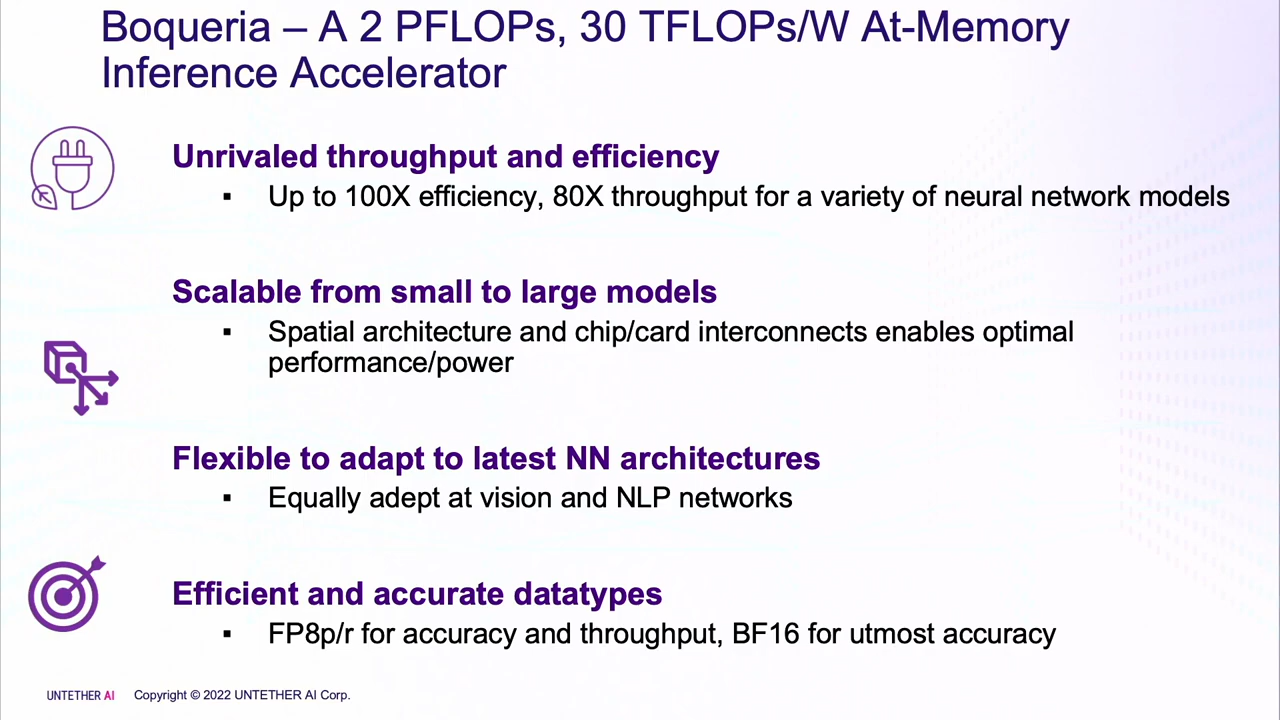 Boqueria – A 2 PFLOPs, 30 TFLOPs/W At-Memory
Inference Accelerator
Unrivaled throughput and efficiency
▪ Up to 100X efficiency, 80X throughput for a variety of neural network models
Scalable from small to large models
▪ Spatial architecture and chip/card interconnects enables optimal
performance/power
Flexible to adapt to latest NN architectures
▪ Equally adept at vision and NLP networks
Efficient and accurate datatypes
▪ FP8p/r for accuracy and throughput, BF16 for utmost accuracy
UNTETHER AI Copyright © 2022 UNTETHER AI Corp.